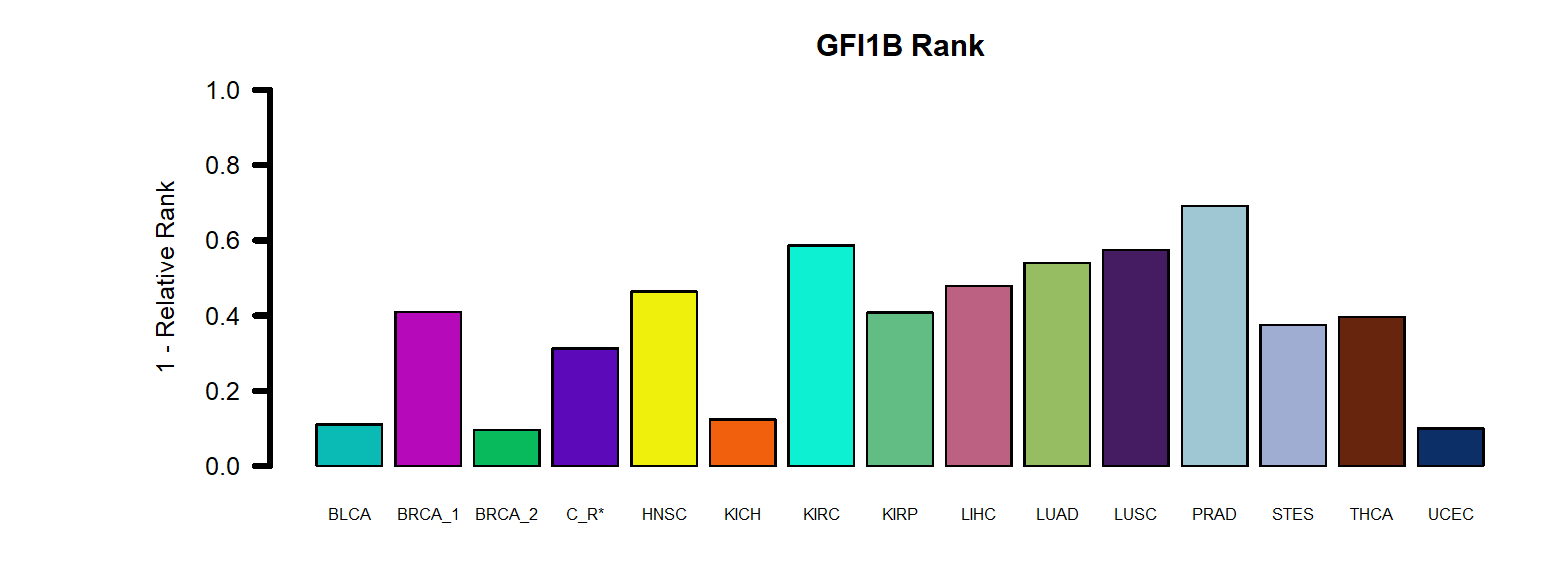 GFI1B Rank
1 - Relative Rank
1.0
0.8
0.6
0.4
0.2
0.0
BLCA BRCA_1 BRCA_2 C_R* HNSC KICH KIRC KIRP LIHC LUAD LUSC PRAD STES THCA UCEC